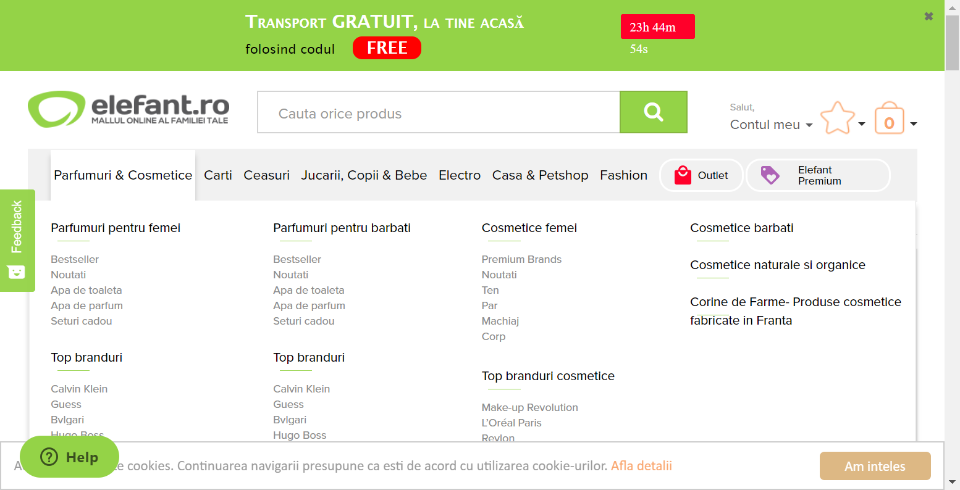 Transport GRATUIT, la tine acasă
folosind codul FREE
23h 44m
54s
elefant.ro
MALLUL ONLINE AL FAMILIEI TALE
Cauta orice produs
Salut,
Contul meu
0
Parfumuri & Cosmetice Carti Ceasuri Jucarii, Copii & Bebe Electro Casa & Petshop Fashion Outlet Elefant Premium
Feedback
Parfumuri pentru femei
Bestseller
Noutati
Apa de toaleta
Apa de parfum
Seturi cadou
Top branduri
Calvin Klein
Guess
Bvlgari
Hugo Boss
Parfumuri pentru barbati
Bestseller
Noutati
Apa de toaleta
Apa de parfum
Seturi cadou
Top branduri
Calvin Klein
Guess
Bvlgari
Hugo Boss
Cosmetice femei
Premium Brands
Noutati
Ten
Par
Machiaj
Corp
Top branduri cosmetice
Make-up Revolution
L'Oréal Paris
Revlon
Cosmetice barbati
Cosmetice naturale si organice
Corine de Farme- Produse cosmetice
fabricate in Franta
Help
cookies. Continuarea navigarii presupune ca esti de acord cu utilizarea cookie-urilor. Afla detalii
Am inteles